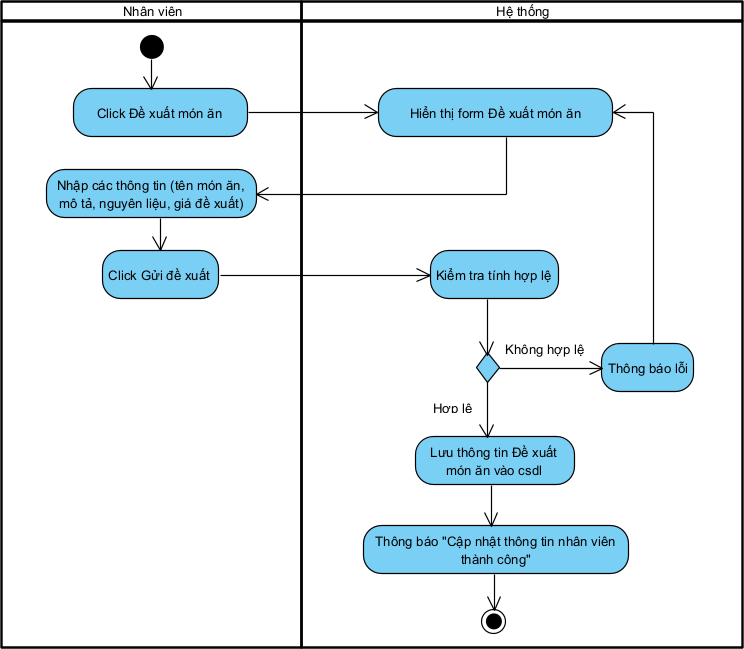 Nhân viên
Hệ thống
Click Đề xuất món ăn
Hiển thị form Đề xuất món ăn
Nhập các thông tin (tên món ăn,
mô tả, nguyên liệu, giá đề xuất)
Click Gửi đề xuất
Kiểm tra tính hợp lệ
Không hợp lệ
Thông báo lỗi
Hợp lệ
Lưu thông tin Đề xuất
món ăn vào csdl
Thông báo "Cập nhật thông tin nhân viên
thành công"